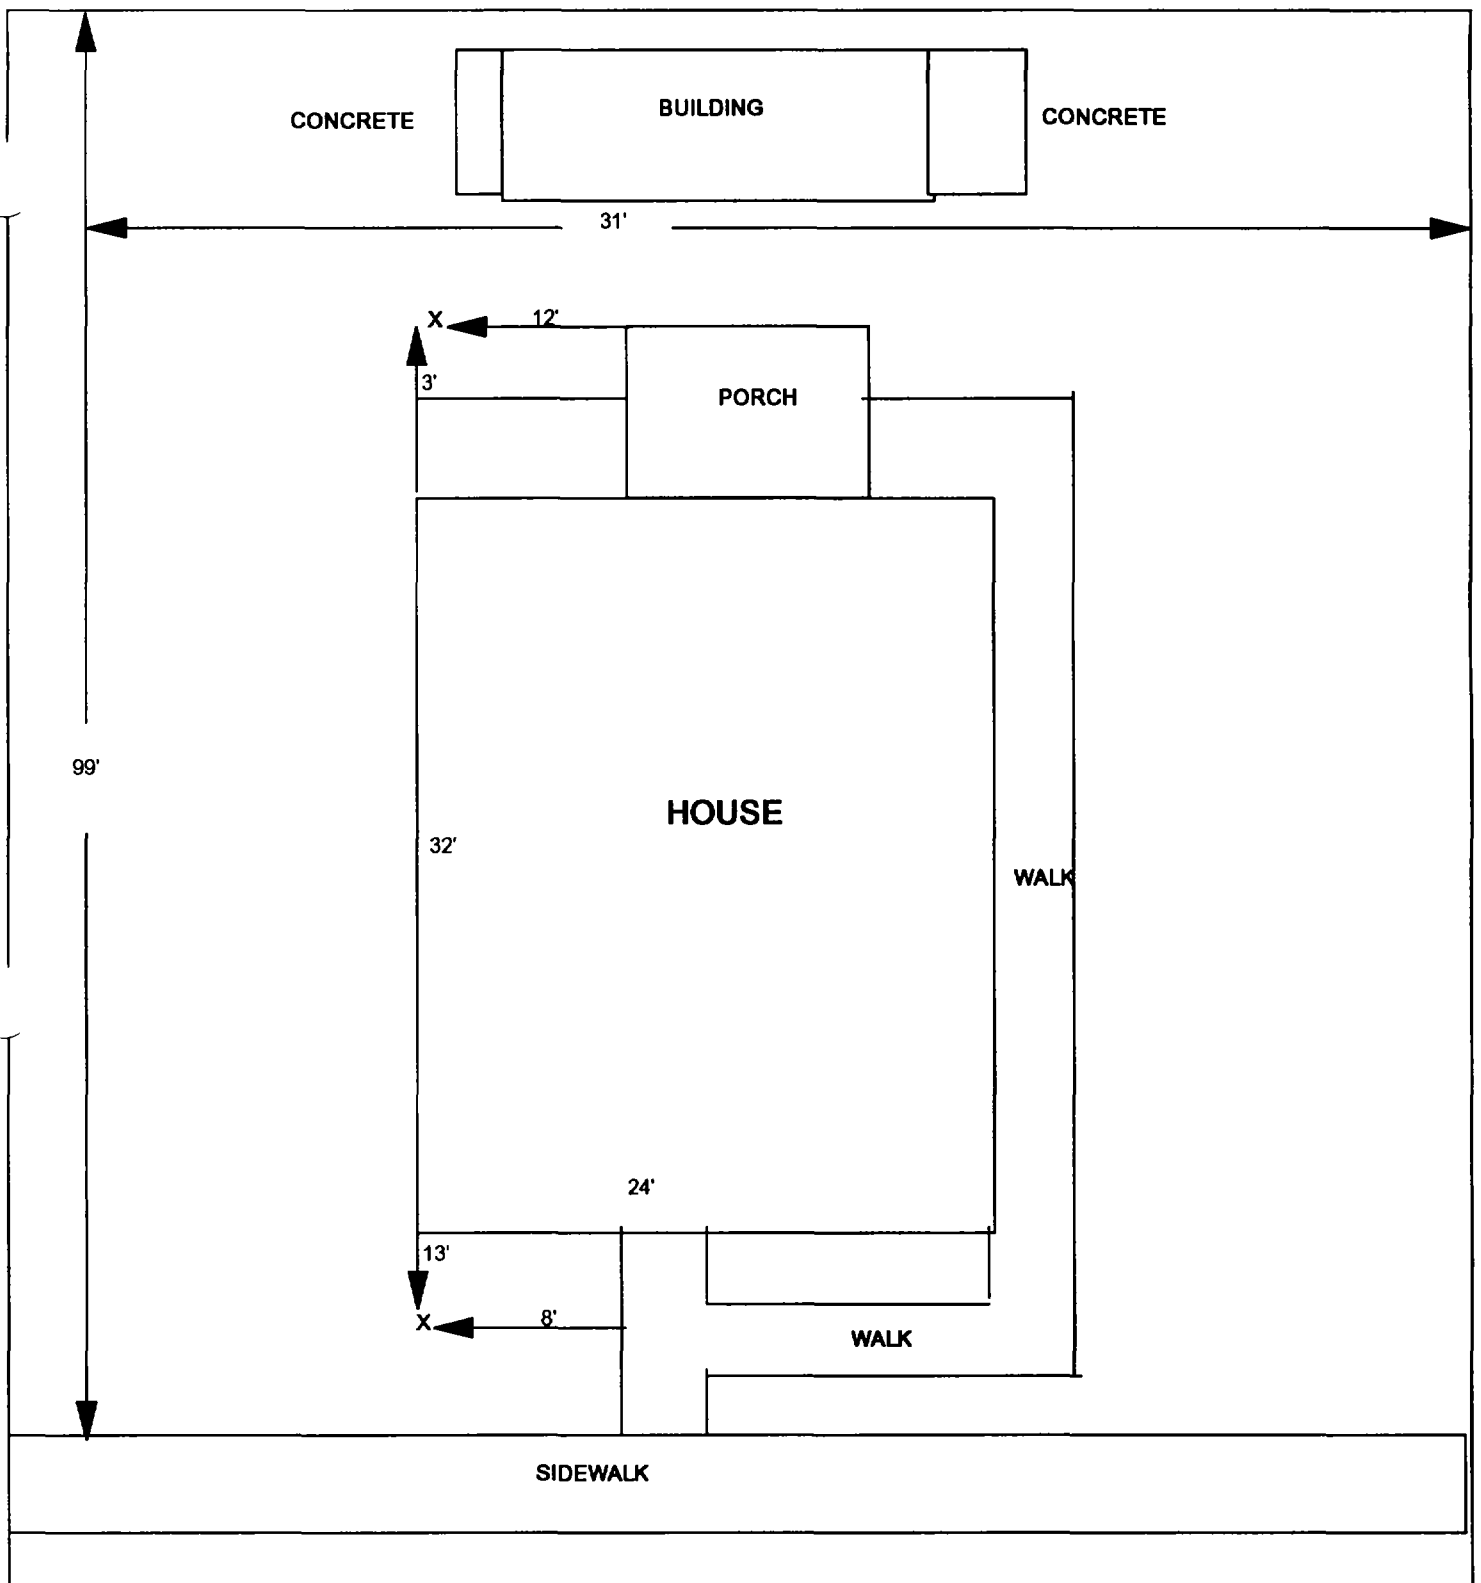 BUILDING
CONCRETE
CONCRETE
31'
X
12'
3'
PORCH
99'
HOUSE
32'
WALK
24'
13'
X
8'
WALK
SIDEWALK